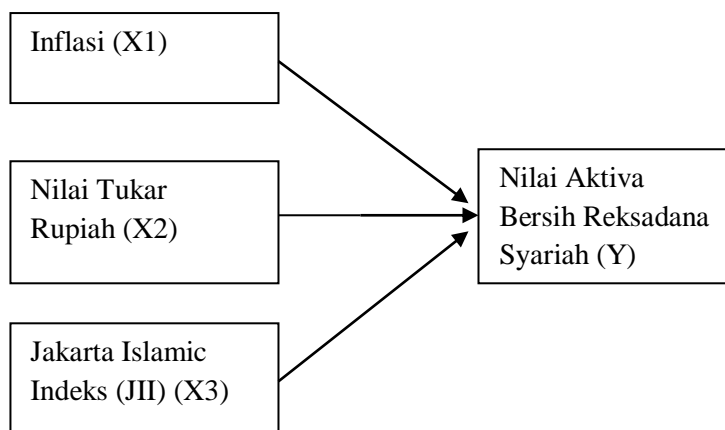 Inflasi (X1)
Nilai Tukar
Rupiah (X2)
Nilai Aktiva
Bersih Reksadana
Syariah (Y)
Jakarta Islamic
Indeks (JII) (X3)